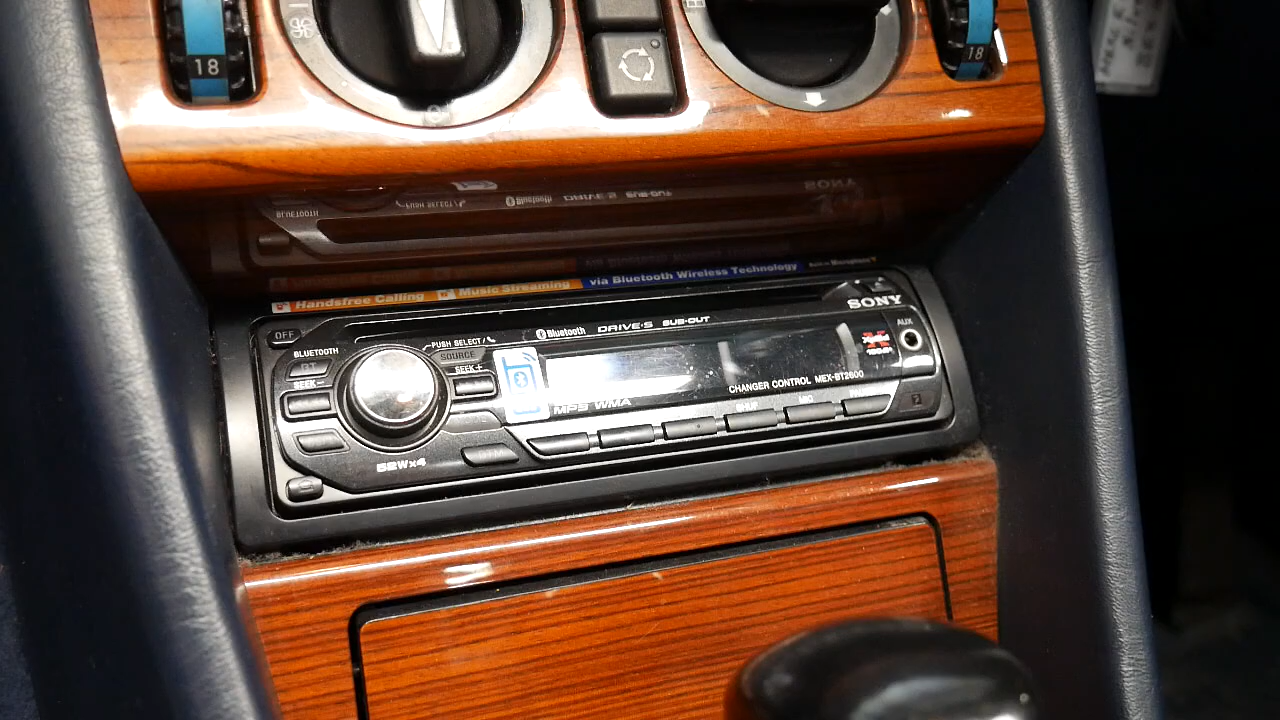 18
18
Handsfree Calling
Music Streaming
via Bluetooth Wireless Technology
SONY
OFF
Bluetooth
DRIVE•S
SUB-OUT
AUX
BLUETOOTH
PUSH SELECT/
SOURCE
SEEK-
SEEK+
CHANGER CONTROL MEX-BT2600
MP3 WMA
52W×4